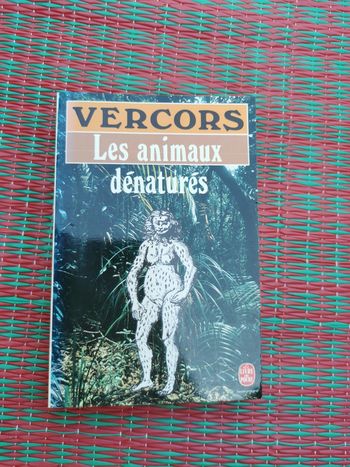 VERCORS
Les animaux
dénaturés
LE LIVRE
DE POCHE